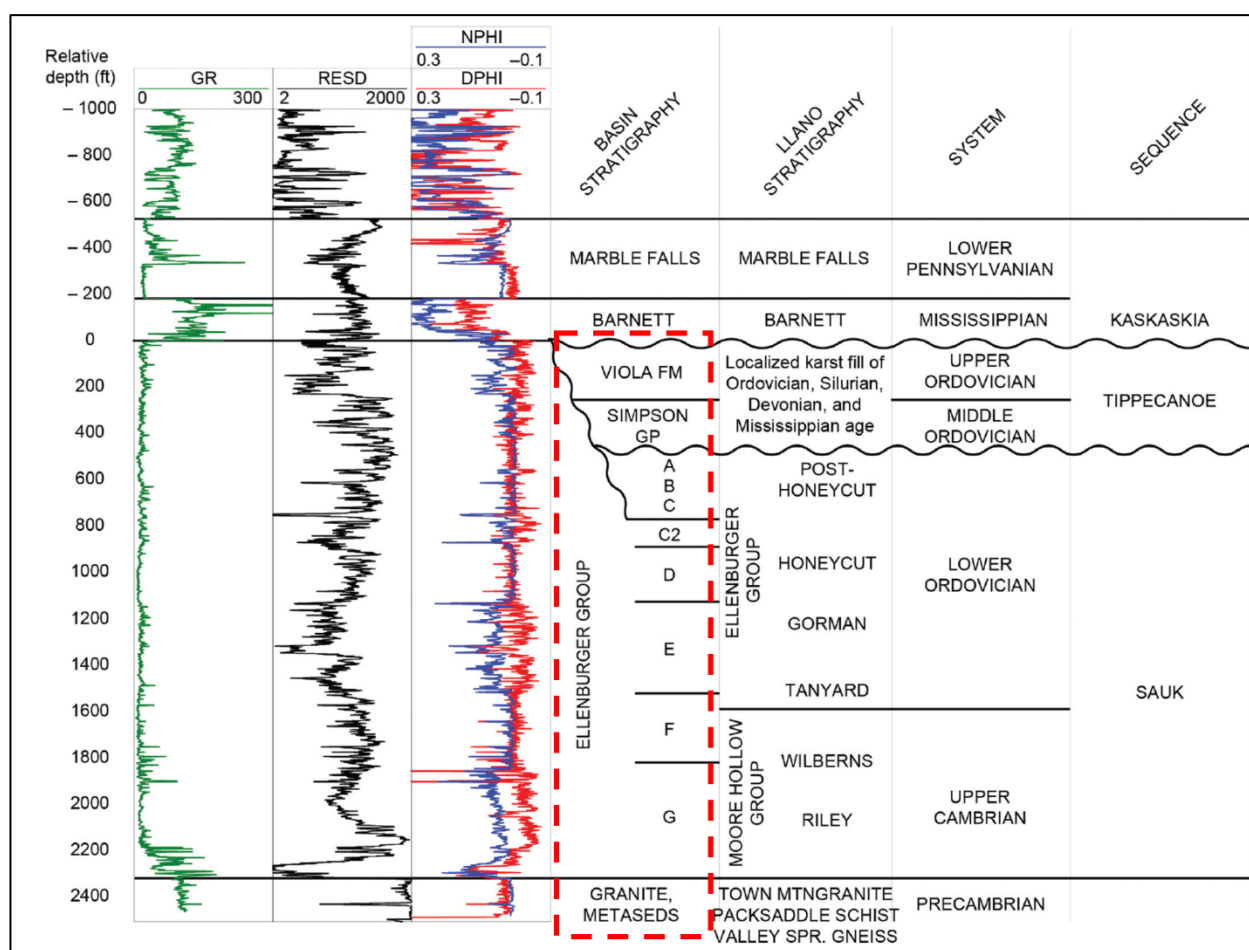 Relative
depth (ft)
GR
0 300
RESD
2 2000
NPHI
0.3 –0.1
DPHI
0.3 –0.1
BASIN
STRATIGRAPHY
LLANO
STRATIGRAPHY
SYSTEM
SEQUENCE
– 1000
– 800
– 600
– 400
– 200
0
200
400
600
800
1000
1200
1400
1600
1800
2000
2200
2400
MARBLE FALLS
MARBLE FALLS
LOWER
PENNSYLVANIAN
BARNETT
BARNETT
MISSISSIPPIAN
KASKASKIA
VIOLA FM
Localized karst fill of
Ordovician, Silurian,
Devonian, and
Mississippian age
UPPER
ORDOVICIAN
TIPPECANOE
SIMPSON
GP
MIDDLE
ORDOVICIAN
ELLENBURGER GROUP
A
B
C
C2
D
E
F
G
ELLENBURGER
GROUP
POST-
HONEYCUT
HONEYCUT
GORMAN
TANYARD
LOWER
ORDOVICIAN
SAUK
MOORE HOLLOW
GROUP
WILBERNS
RILEY
UPPER
CAMBRIAN
GRANITE,
METASEDS
TOWN MTNGRANITE
PACKSADDLE SCHIST
VALLEY SPR. GNEISS
PRECAMBRIAN